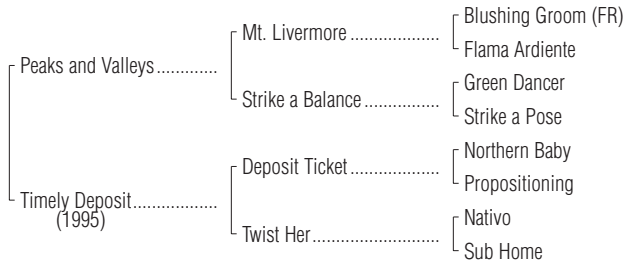 Blushing Groom (FR)
Mt. Livermore ...................
Flama Ardiente
Peaks and Valleys.............
Green Dancer
Strike a Balance ................
Strike a Pose
Northern Baby
Deposit Ticket ...................
Propositioning
Timely Deposit..................
(1995)
Nativo
Twist Her...........................
Sub Home